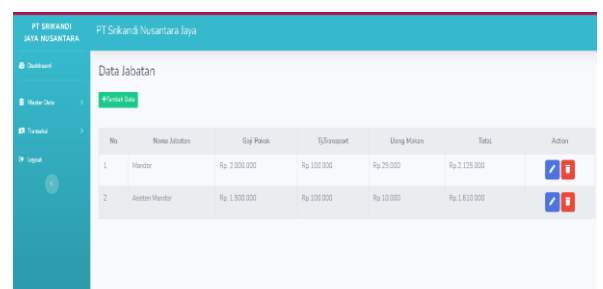 PT SRIKANDI
JAYA NUSANTARA
PT Srikandi Nusantara Jaya
Dashboard
Data Jabatan
Master Data
+Tambah Data
Transaksi
No Nama Jabatan Gaji Pokok Tj.Transport Uang Makan Total Action
Logout
1 Mandor Rp. 2.000.000 Rp.100.000 Rp.25.000 Rp.2.125.000
2 Asisten Mandor Rp. 1.500.000 Rp.100.000 Rp.10.000 Rp.1.610.000